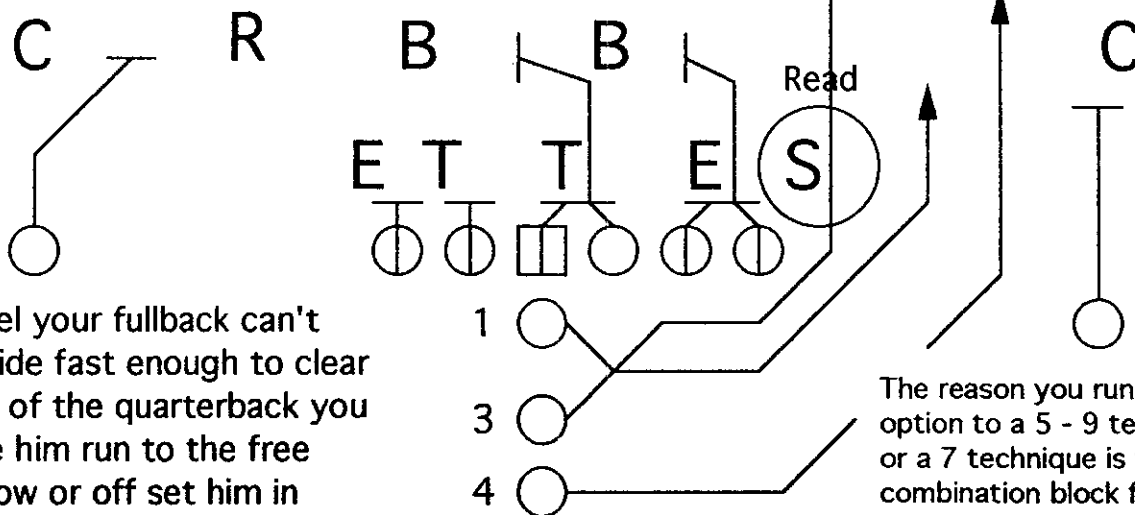 C R B B C
Read
E T T E S
1
3
4
el your fullback can't
ide fast enough to clear
of the quarterback you
e him run to the free
ow or off set him in
The reason you run
option to a 5 - 9 te
or a 7 technique is
combination block f